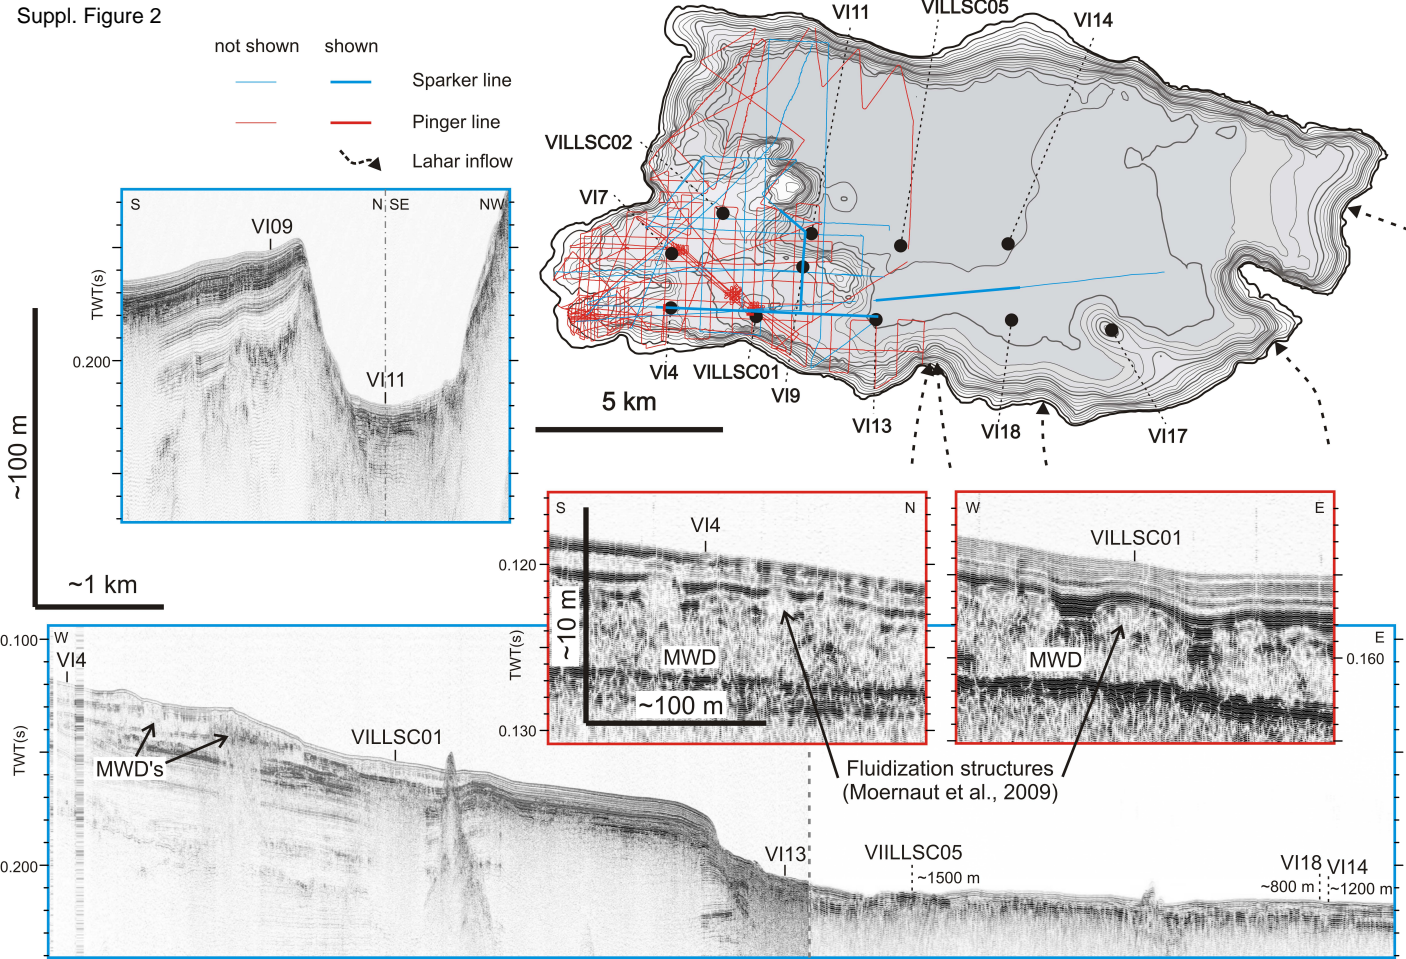 Suppl. Figure 2
not shown
shown
Sparker line
Pinger line
Lahar inflow
VI11
VILLSC05
VI14
VILLSC02
VI7
VI4
VILLSC01
VI9
VI13
VI18
VI17
5 km
S
N
SE
NW
VI09
VI11
TWT(s)
0.200
~100 m
~1 km
S
N
VI4
0.120
0.130
TWT(s)
~10 m
MWD
~100 m
W
E
VILLSC01
MWD
0.160
Fluidization structures
(Moernaut et al., 2009)
0.100
W
E
VI4
TWT(s)
MWD's
VILLSC01
0.200
VI13
VIILLSC05
~1500 m
VI18
VI14
~800 m
~1200 m